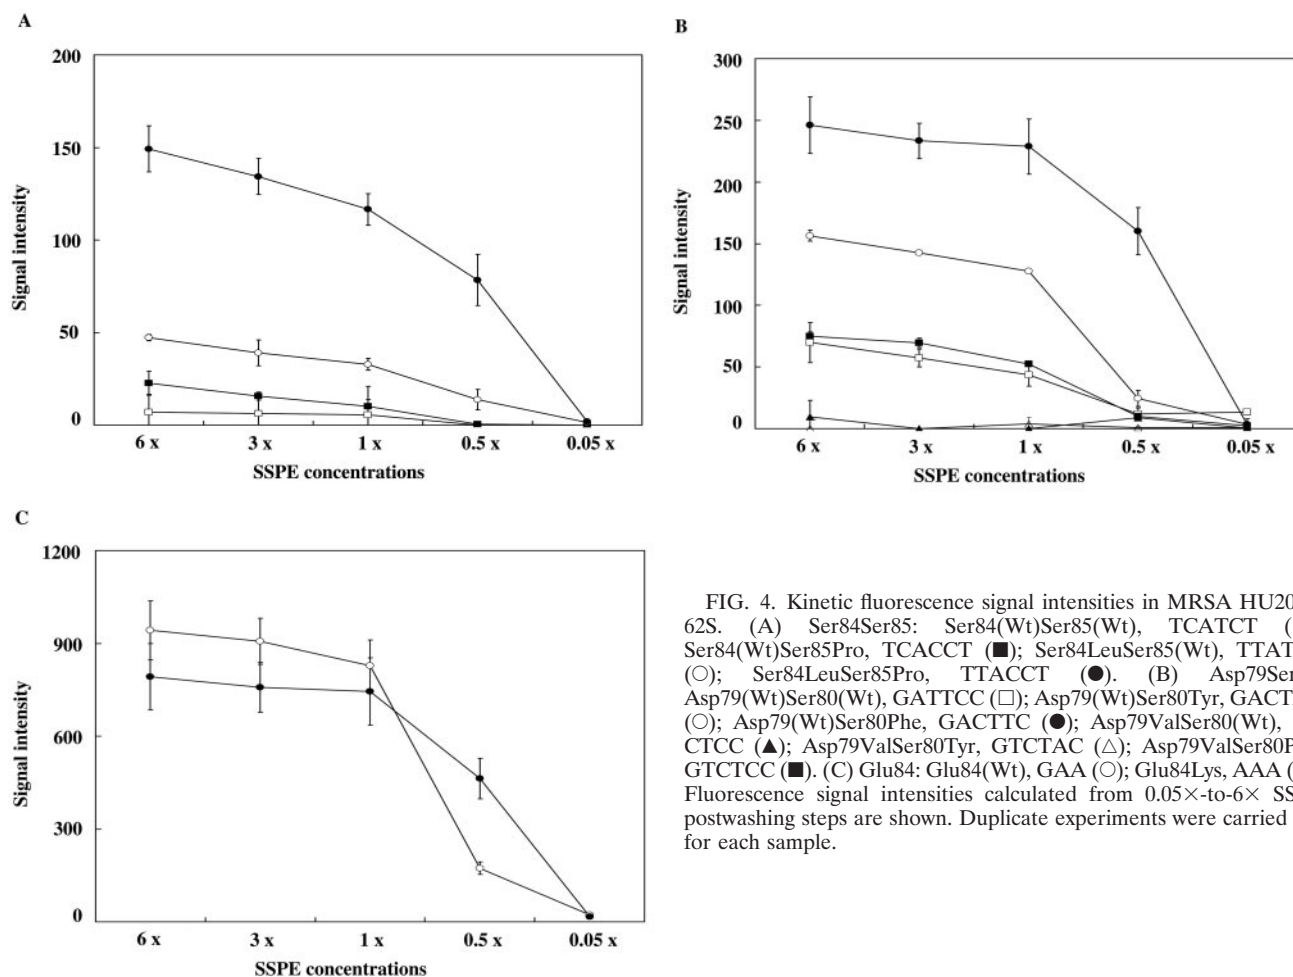 A
200
150
100
50
0
Signal intensity
6 x 3 x 1 x 0.5 x 0.05 x
SSPE concentrations
B
300
250
200
150
100
50
0
Signal intensity
6 x 3 x 1 x 0.5 x 0.05 x
SSPE concentrations
C
1200
900
600
300
0
Signal intensity
6 x 3 x 1 x 0.5 x 0.05 x
SSPE concentrations
FIG. 4. Kinetic fluorescence signal intensities in MRSA HU20
62S. (A) Ser84Ser85: Ser84(Wt)Ser85(Wt), TCATCT (
Ser84(Wt)Ser85Pro, TCACCT (■); Ser84LeuSer85(Wt), TTAT
(○); Ser84LeuSer85Pro, TTACCT (●). (B) Asp79Ser
Asp79(Wt)Ser80(Wt), GATTCC (□); Asp79(Wt)Ser80Tyr, GACTA
(○); Asp79(Wt)Ser80Phe, GACTTC (●); Asp79ValSer80(Wt),
CTCC (▲); Asp79ValSer80Tyr, GTCTAC (△); Asp79ValSer80P
GTCTCC (■). (C) Glu84: Glu84(Wt), GAA (○); Glu84Lys, AAA (
Fluorescence signal intensities calculated from 0.05×-to-6× SS
postwashing steps are shown. Duplicate experiments were carried
for each sample.